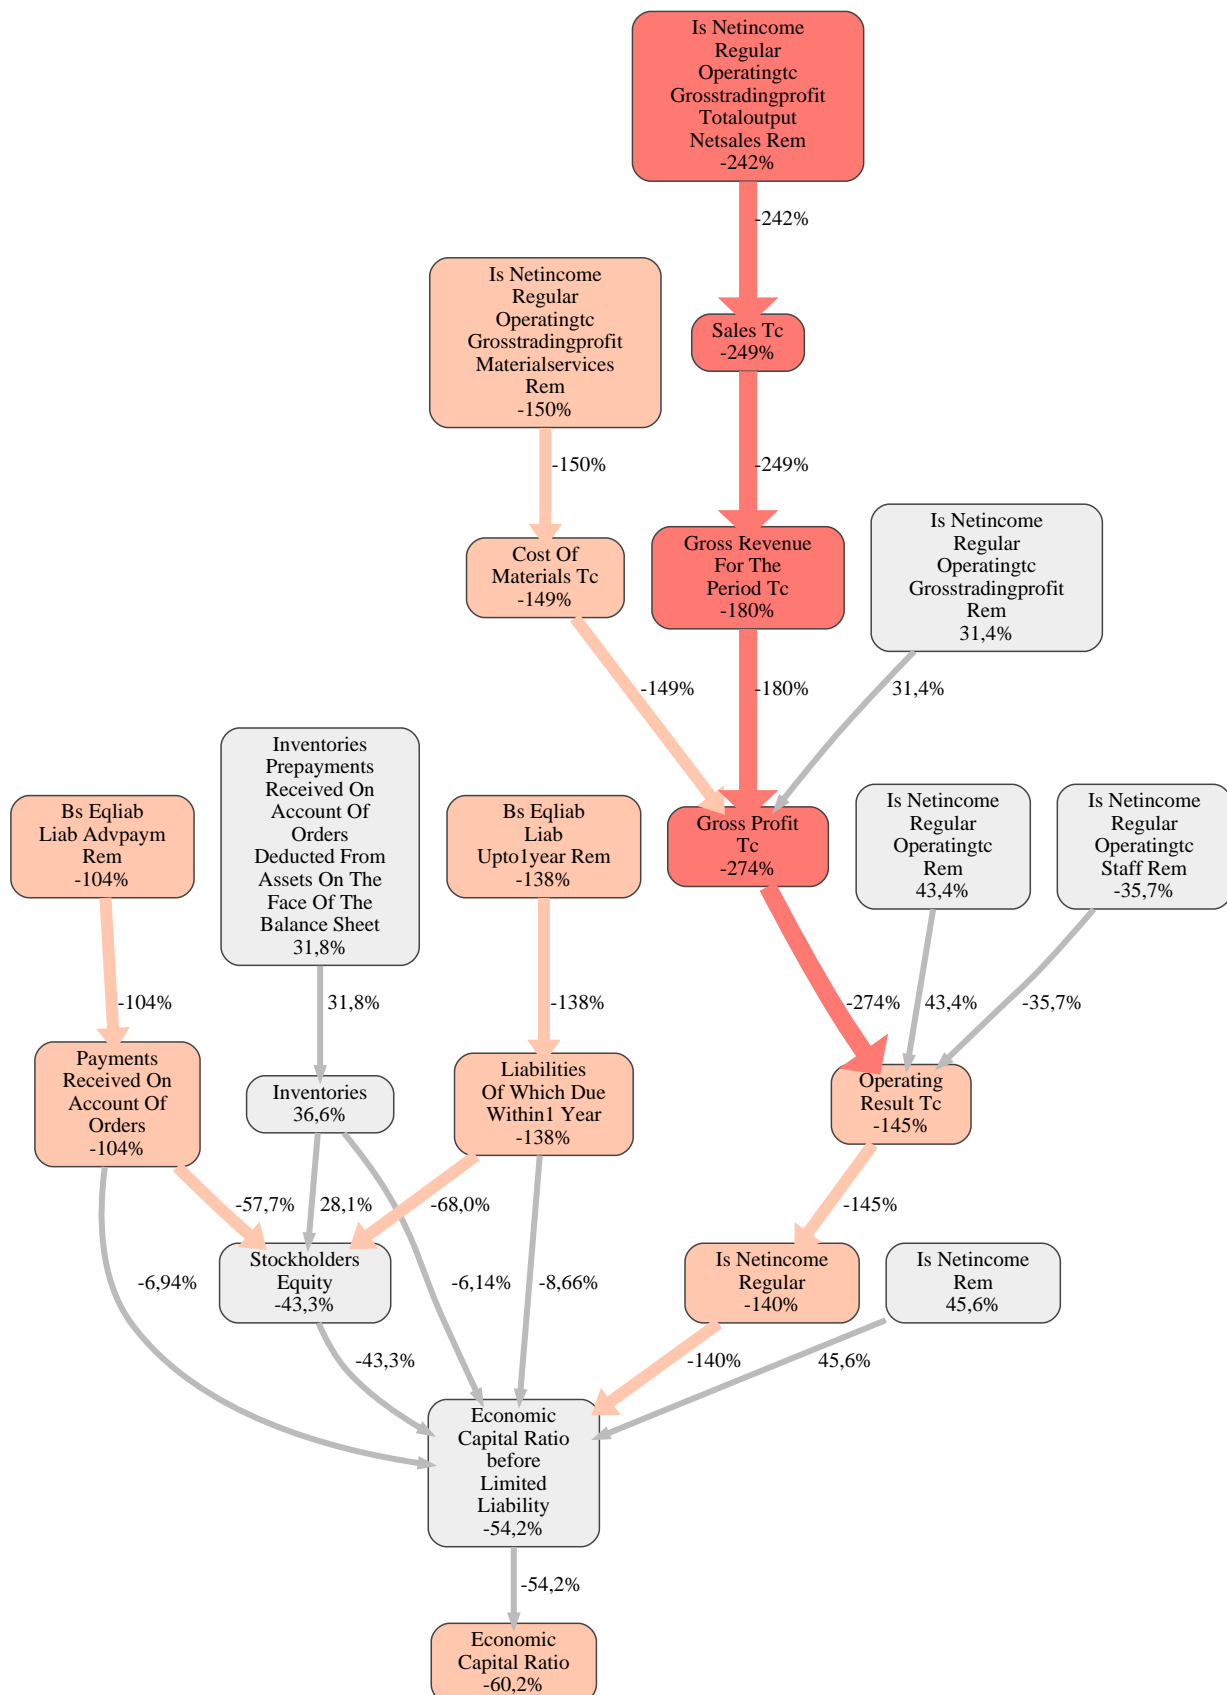 Is Netincome
Regular
Operatingtc
Grosstradingprofit
Totaloutput
Netsales Rem
-242%
-242%
Is Netincome
Regular
Operatingtc
Grosstradingprofit
Materialservices
Rem
-150%
Sales Tc
-249%
-150%
-249%
Is Netincome
Regular
Operatingtc
Grosstradingprofit
Rem
31,4%
Cost Of
Materials Tc
-149%
Gross Revenue
For The
Period Tc
-180%
-149%
-180%
31,4%
Inventories
Prepayments
Received On
Account Of
Orders
Deducted From
Assets On The
Face Of The
Balance Sheet
31,8%
Bs Eqliab
Liab Advpaym
Rem
-104%
Bs Eqliab
Liab
Upto1year Rem
-138%
Gross Profit
Tc
-274%
Is Netincome
Regular
Operatingtc
Rem
43,4%
Is Netincome
Regular
Operatingtc
Staff Rem
-35,7%
-104%
31,8%
-138%
-274%
43,4%
-35,7%
Payments
Received On
Account Of
Orders
-104%
Inventories
36,6%
Liabilities
Of Which Due
Within1 Year
-138%
Operating
Result Tc
-145%
-57,7%
28,1%
-68,0%
-145%
Stockholders
Equity
-43,3%
Is Netincome
Regular
-140%
Is Netincome
Rem
45,6%
-6,94%
-6,14%
-8,66%
-43,3%
-140%
45,6%
Economic
Capital Ratio
before
Limited
Liability
-54,2%
-54,2%
Economic
Capital Ratio
-60,2%